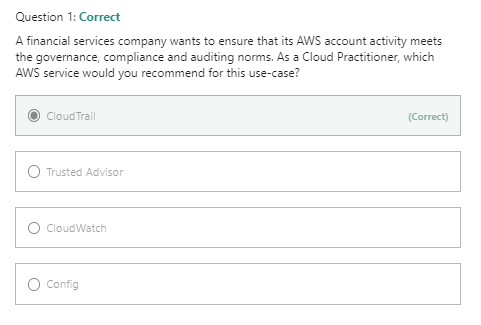 Question 1: Correct
A financial services company wants to ensure that its AWS account activity meets
the governance, compliance and auditing norms. As a Cloud Practitioner, which
AWS service would you recommend for this use-case?
CloudTrail (Correct)
Trusted Advisor
CloudWatch
Config